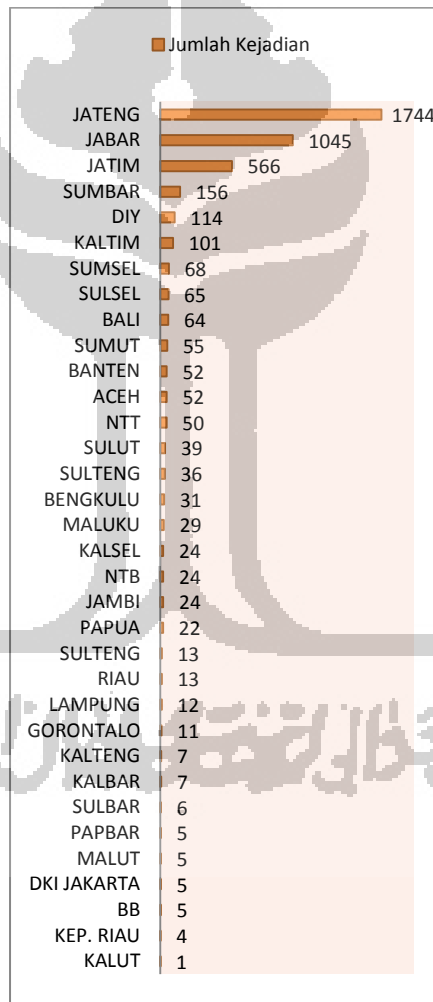 Jumlah Kejadian
JATENG 1744
JABAR 1045
JATIM 566
SUMBAR 156
DIY 114
KALTIM 101
SUMSEL 68
SULSEL 65
BALI 64
SUMUT 55
BANTEN 52
ACEH 52
NTT 50
SULUT 39
SULTENG 36
BENGKULU 31
MALUKU 29
KALSEL 24
NTB 24
JAMBI 24
PAPUA 22
SULTENG 13
RIAU 13
LAMPUNG 12
GORONTALO 11
KALTENG 7
KALBAR 7
SULBAR 6
PAPBAR 5
MALUT 5
DKI JAKARTA 5
BB 5
KEP. RIAU 4
KALUT 1